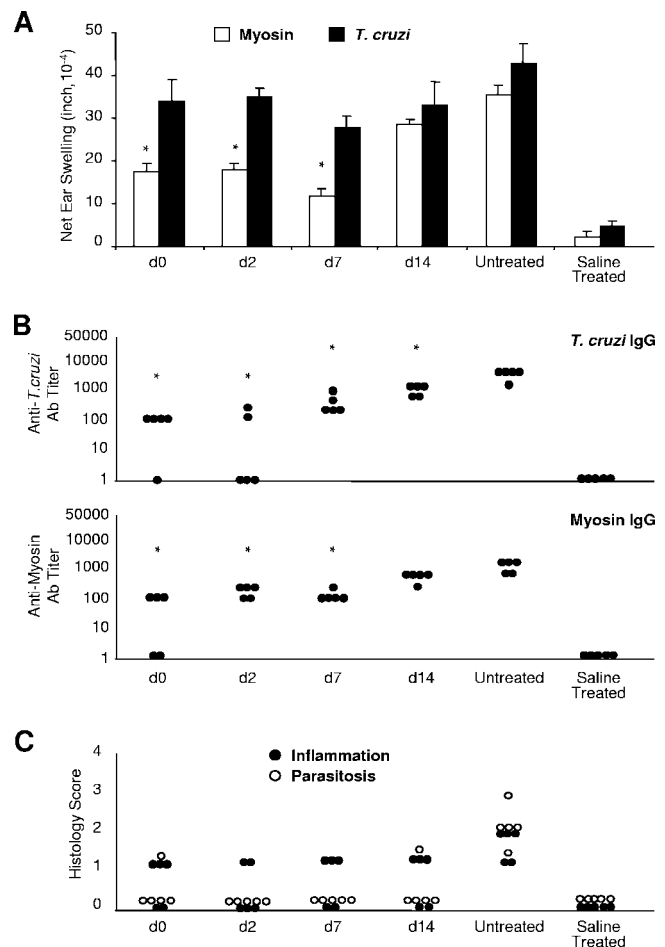 A
Myosin T. cruzi
Net Ear Swelling (inch, 10-4)
50
40
30
20
10
0
* * *
d0 d2 d7 d14 Untreated Saline Treated
B
Anti-T.cruzi Ab Titer
50000
10000
1000
100
10
1
* * * *
T. cruzi IgG
Anti-Myosin Ab Titer
50000
10000
1000
100
10
1
* * *
Myosin IgG
d0 d2 d7 d14 Untreated Saline Treated
C
Histology Score
4
3
2
1
0
Inflammation
Parasitosis
d0 d2 d7 d14 Untreated Saline Treated